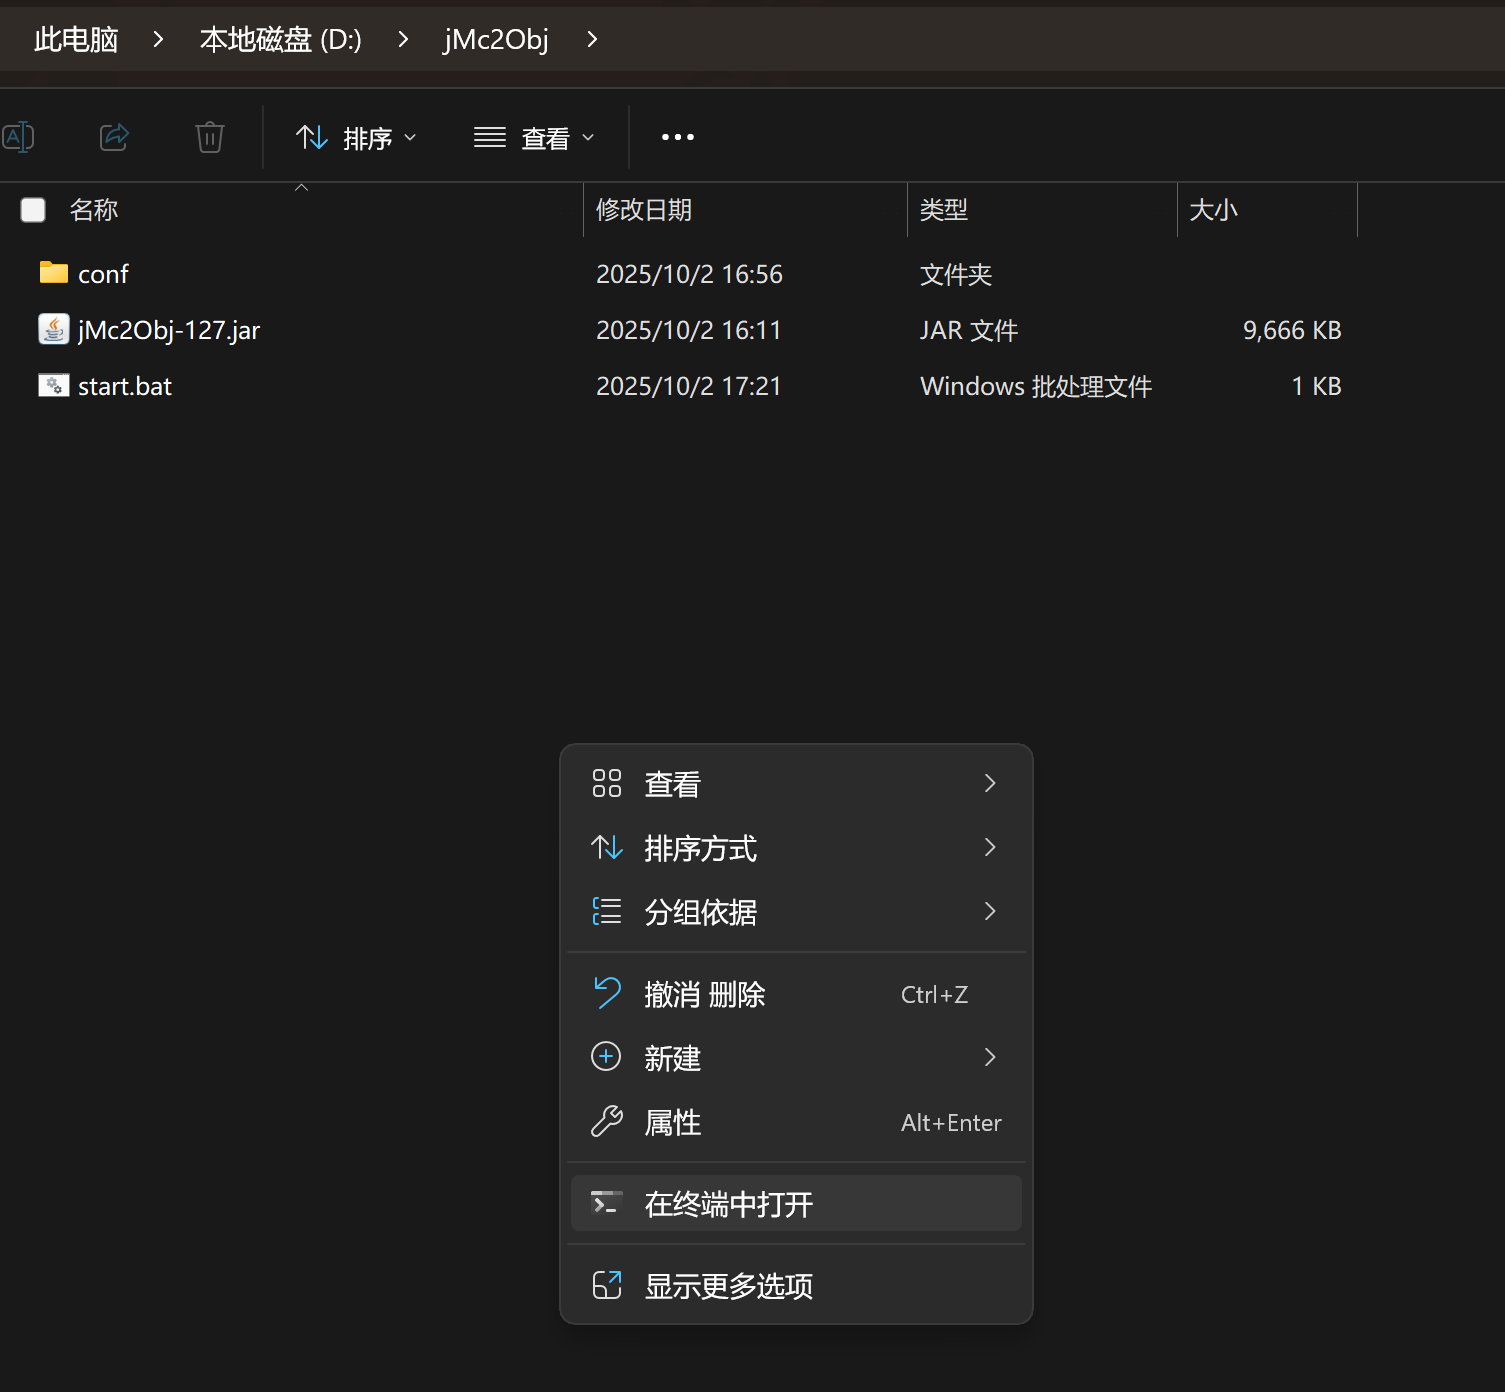 此电脑 > 本地磁盘 (D:) > jMc2Obj >
排序 查看
名称 修改日期 类型 大小
conf 2025/10/2 16:56 文件夹
jMc2Obj-127.jar 2025/10/2 16:11 JAR 文件 9,666 KB
start.bat 2025/10/2 17:21 Windows 批处理文件 1 KB
查看
排序方式
分组依据
撤消 删除 Ctrl+Z
新建
属性 Alt+Enter
在终端中打开
显示更多选项